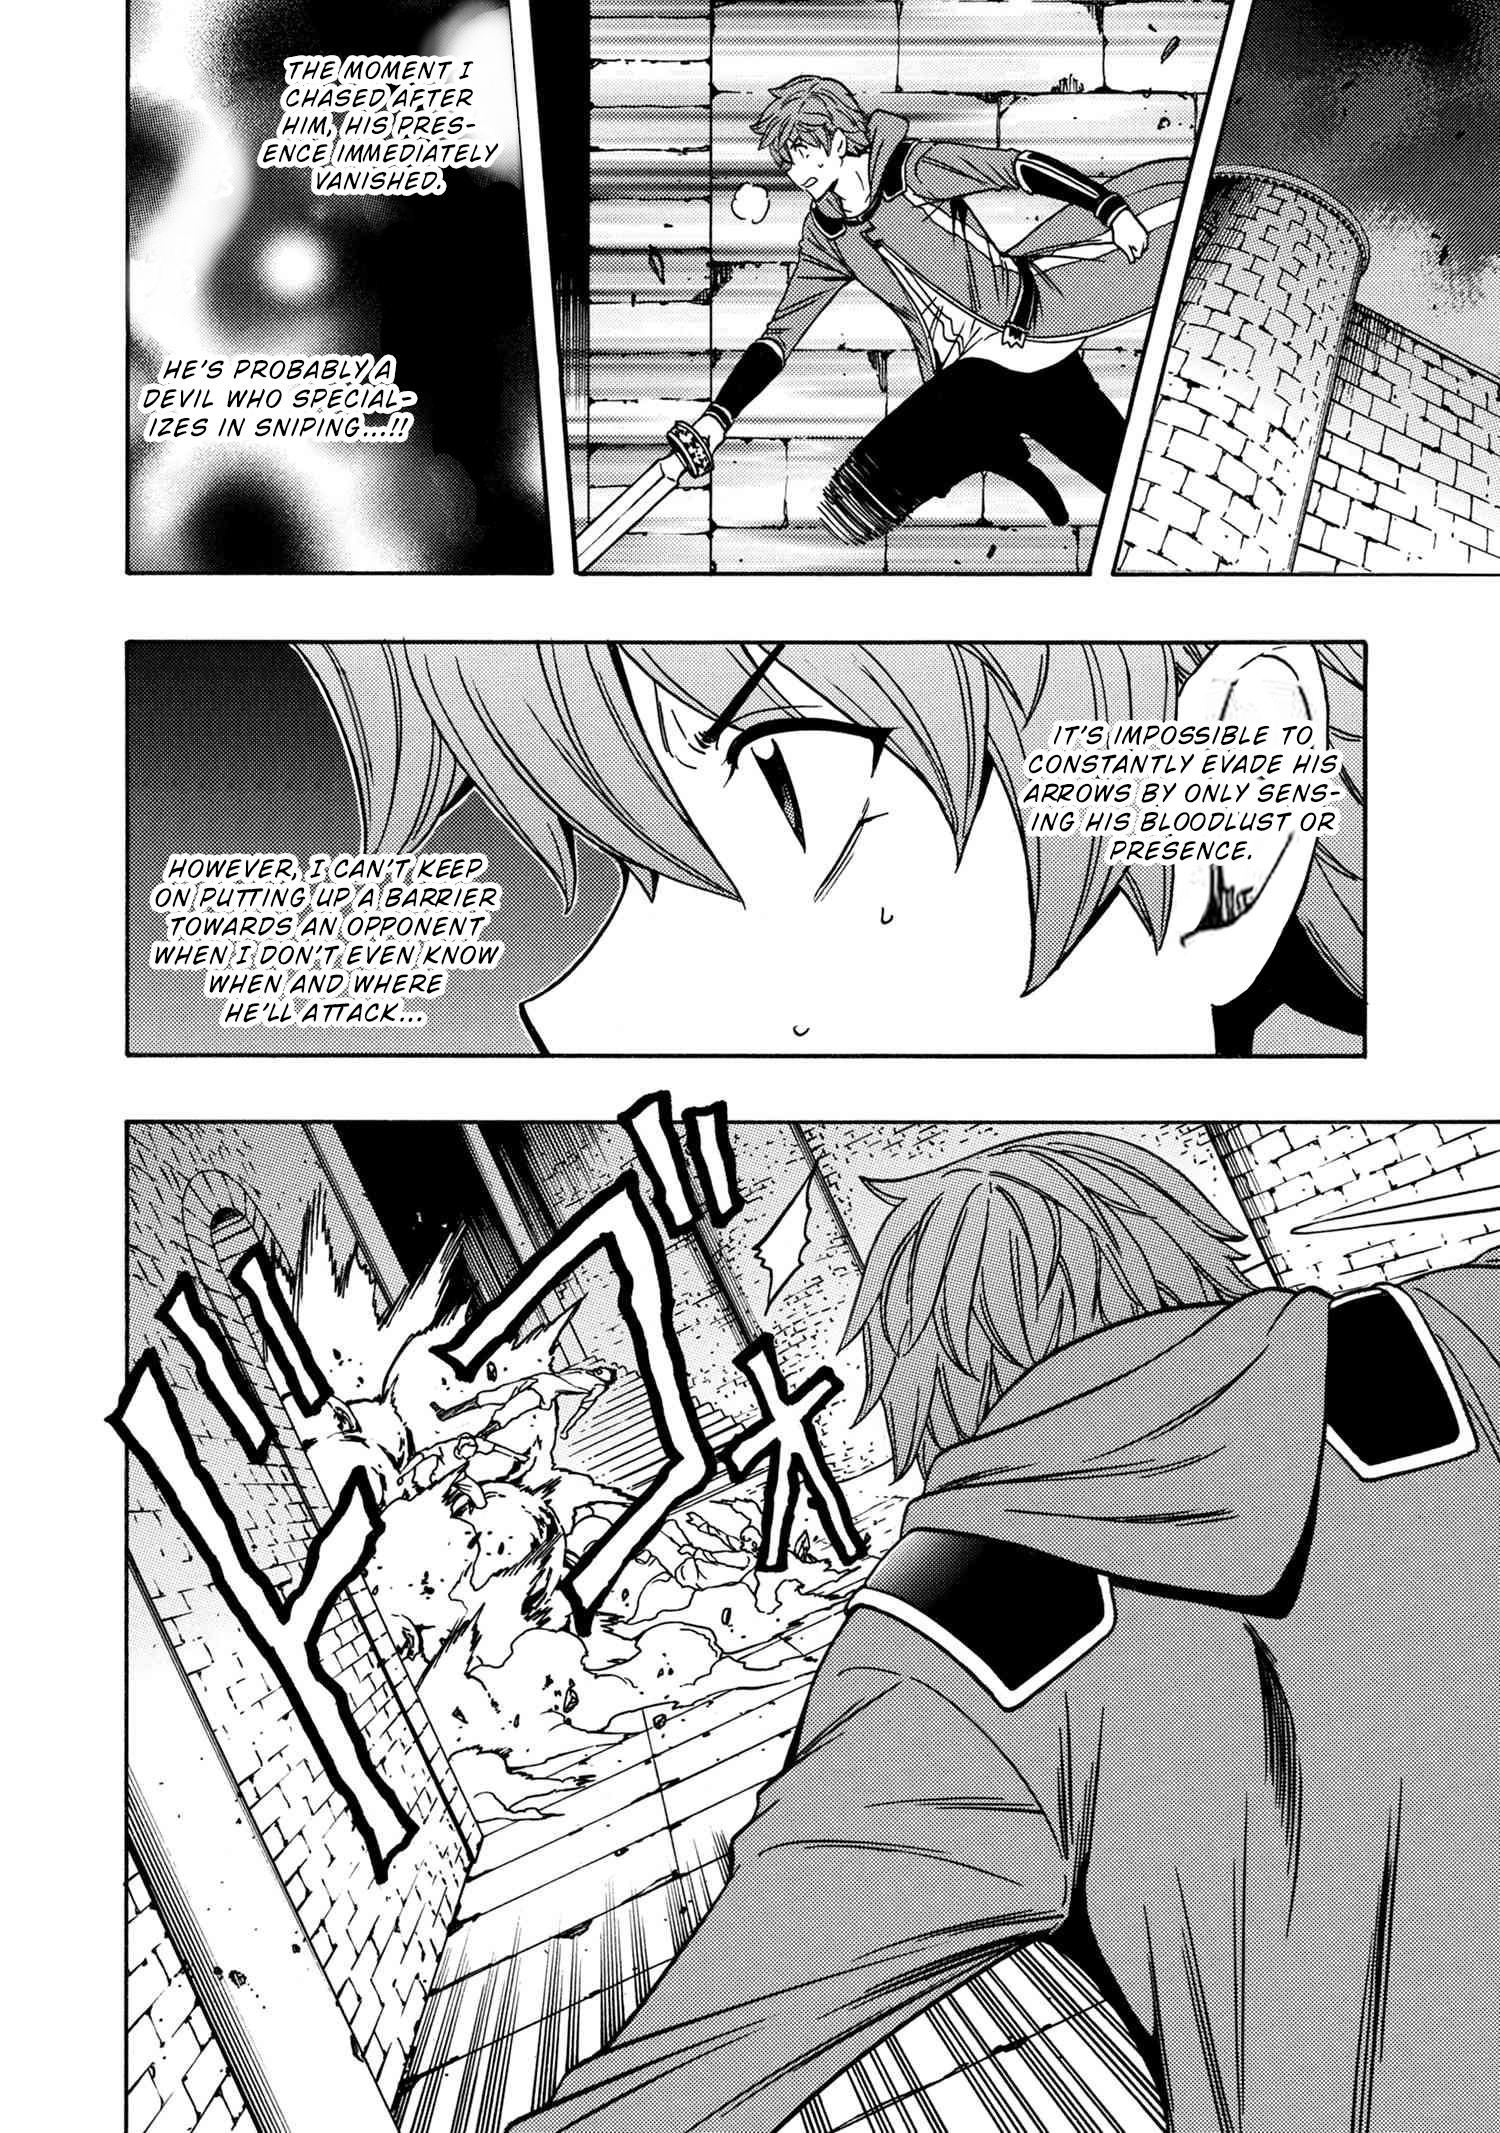 THE MOMENT I
CHASED AFTER
HIM, HIS PRES-
ENCE IMMEDIATELY
VANISHED.
HE'S PROBABLY A
DEVIL WHO SPECIAL-
IZES IN SNIPING...!!
IT'S IMPOSSIBLE TO
CONSTANTLY EVADE HIS
ARROWS BY ONLY SENS-
ING HIS BLOODLUST OR
PRESENCE.
HOWEVER, I CAN'T KEEP
ON PUTTING UP A BARRIER
TOWARDS AN OPPONENT
WHEN I DON'T EVEN KNOW
WHEN AND WHERE
HE'LL ATTACK...
ドゴォ